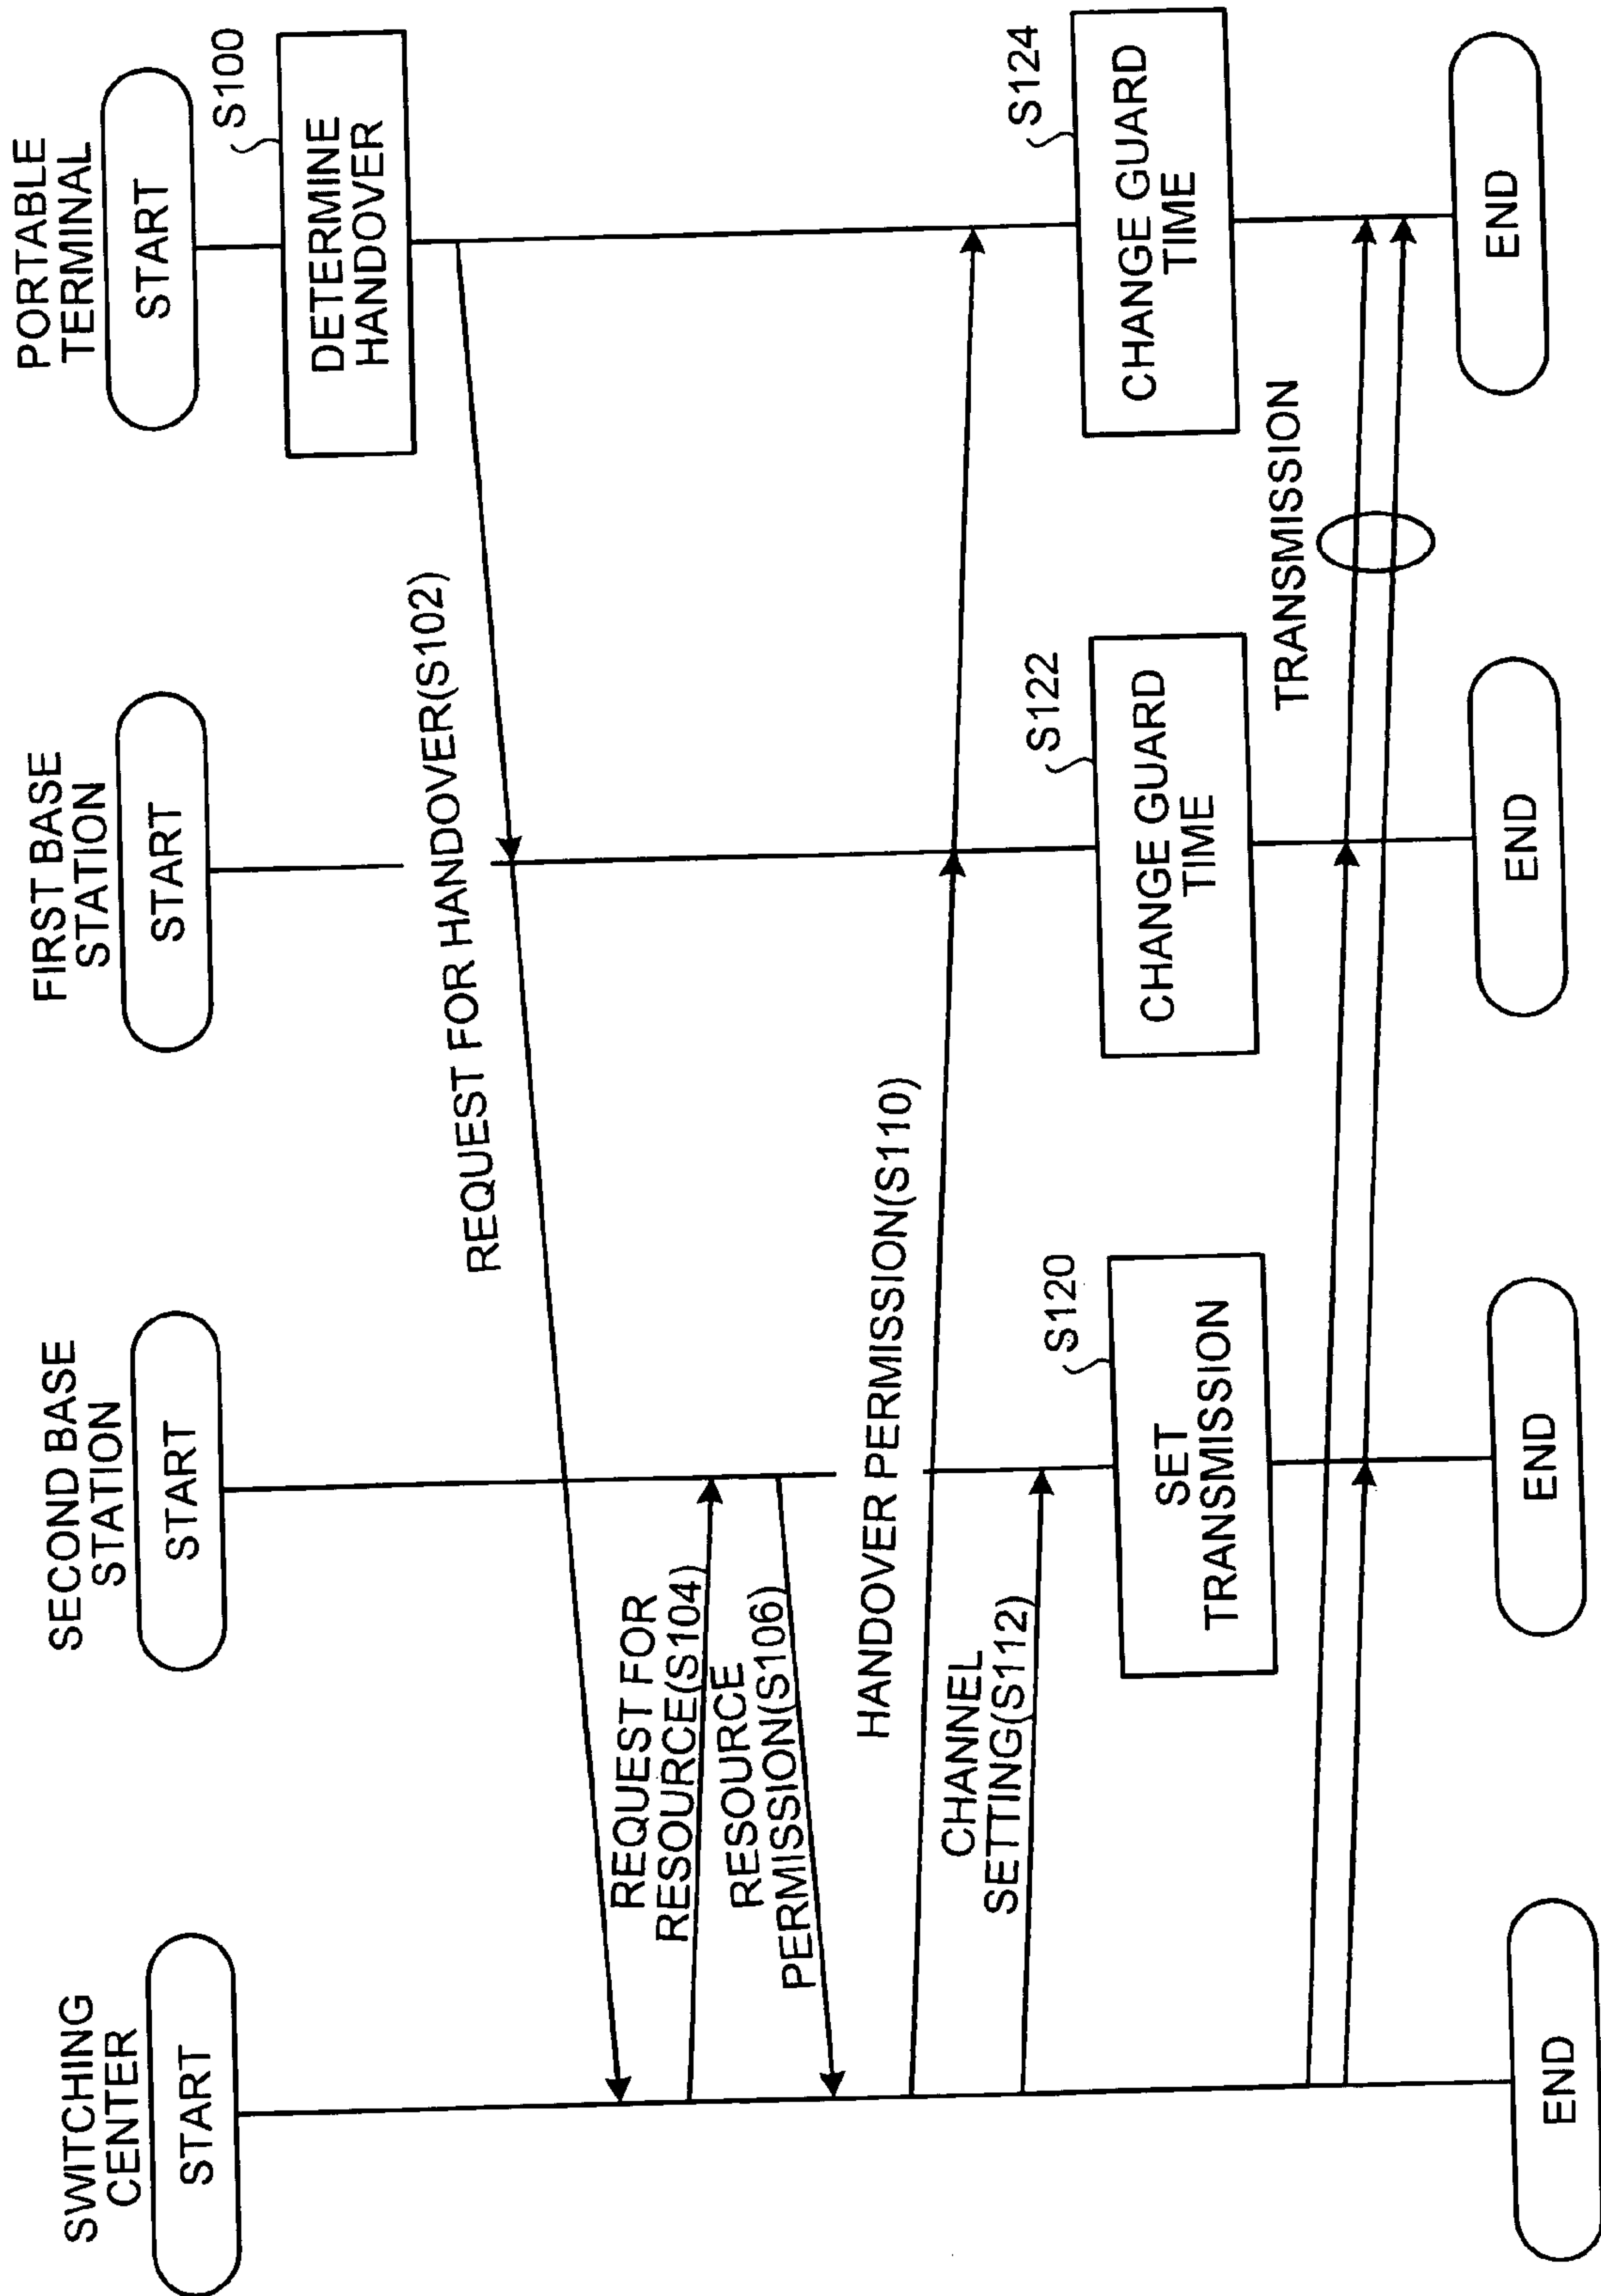 SWITCHING
CENTER
START
SECOND BASE
STATION
START
FIRST BASE
STATION
START
PORTABLE
TERMINAL
START
S100
DETERMINE
HANDOVER
REQUEST FOR HANDOVER(S102)
REQUEST FOR
RESOURCE(S104)
RESOURCE
PERMISSION(S106)
HANDOVER PERMISSION(S110)
CHANNEL
SETTING(S112)
S120
SET
TRANSMISSION
S122
CHANGE GUARD
TIME
S124
CHANGE GUARD
TIME
TRANSMISSION
END
END
END
END